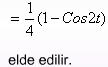 = 1/4 (1 - Cos2t)
elde edilir.